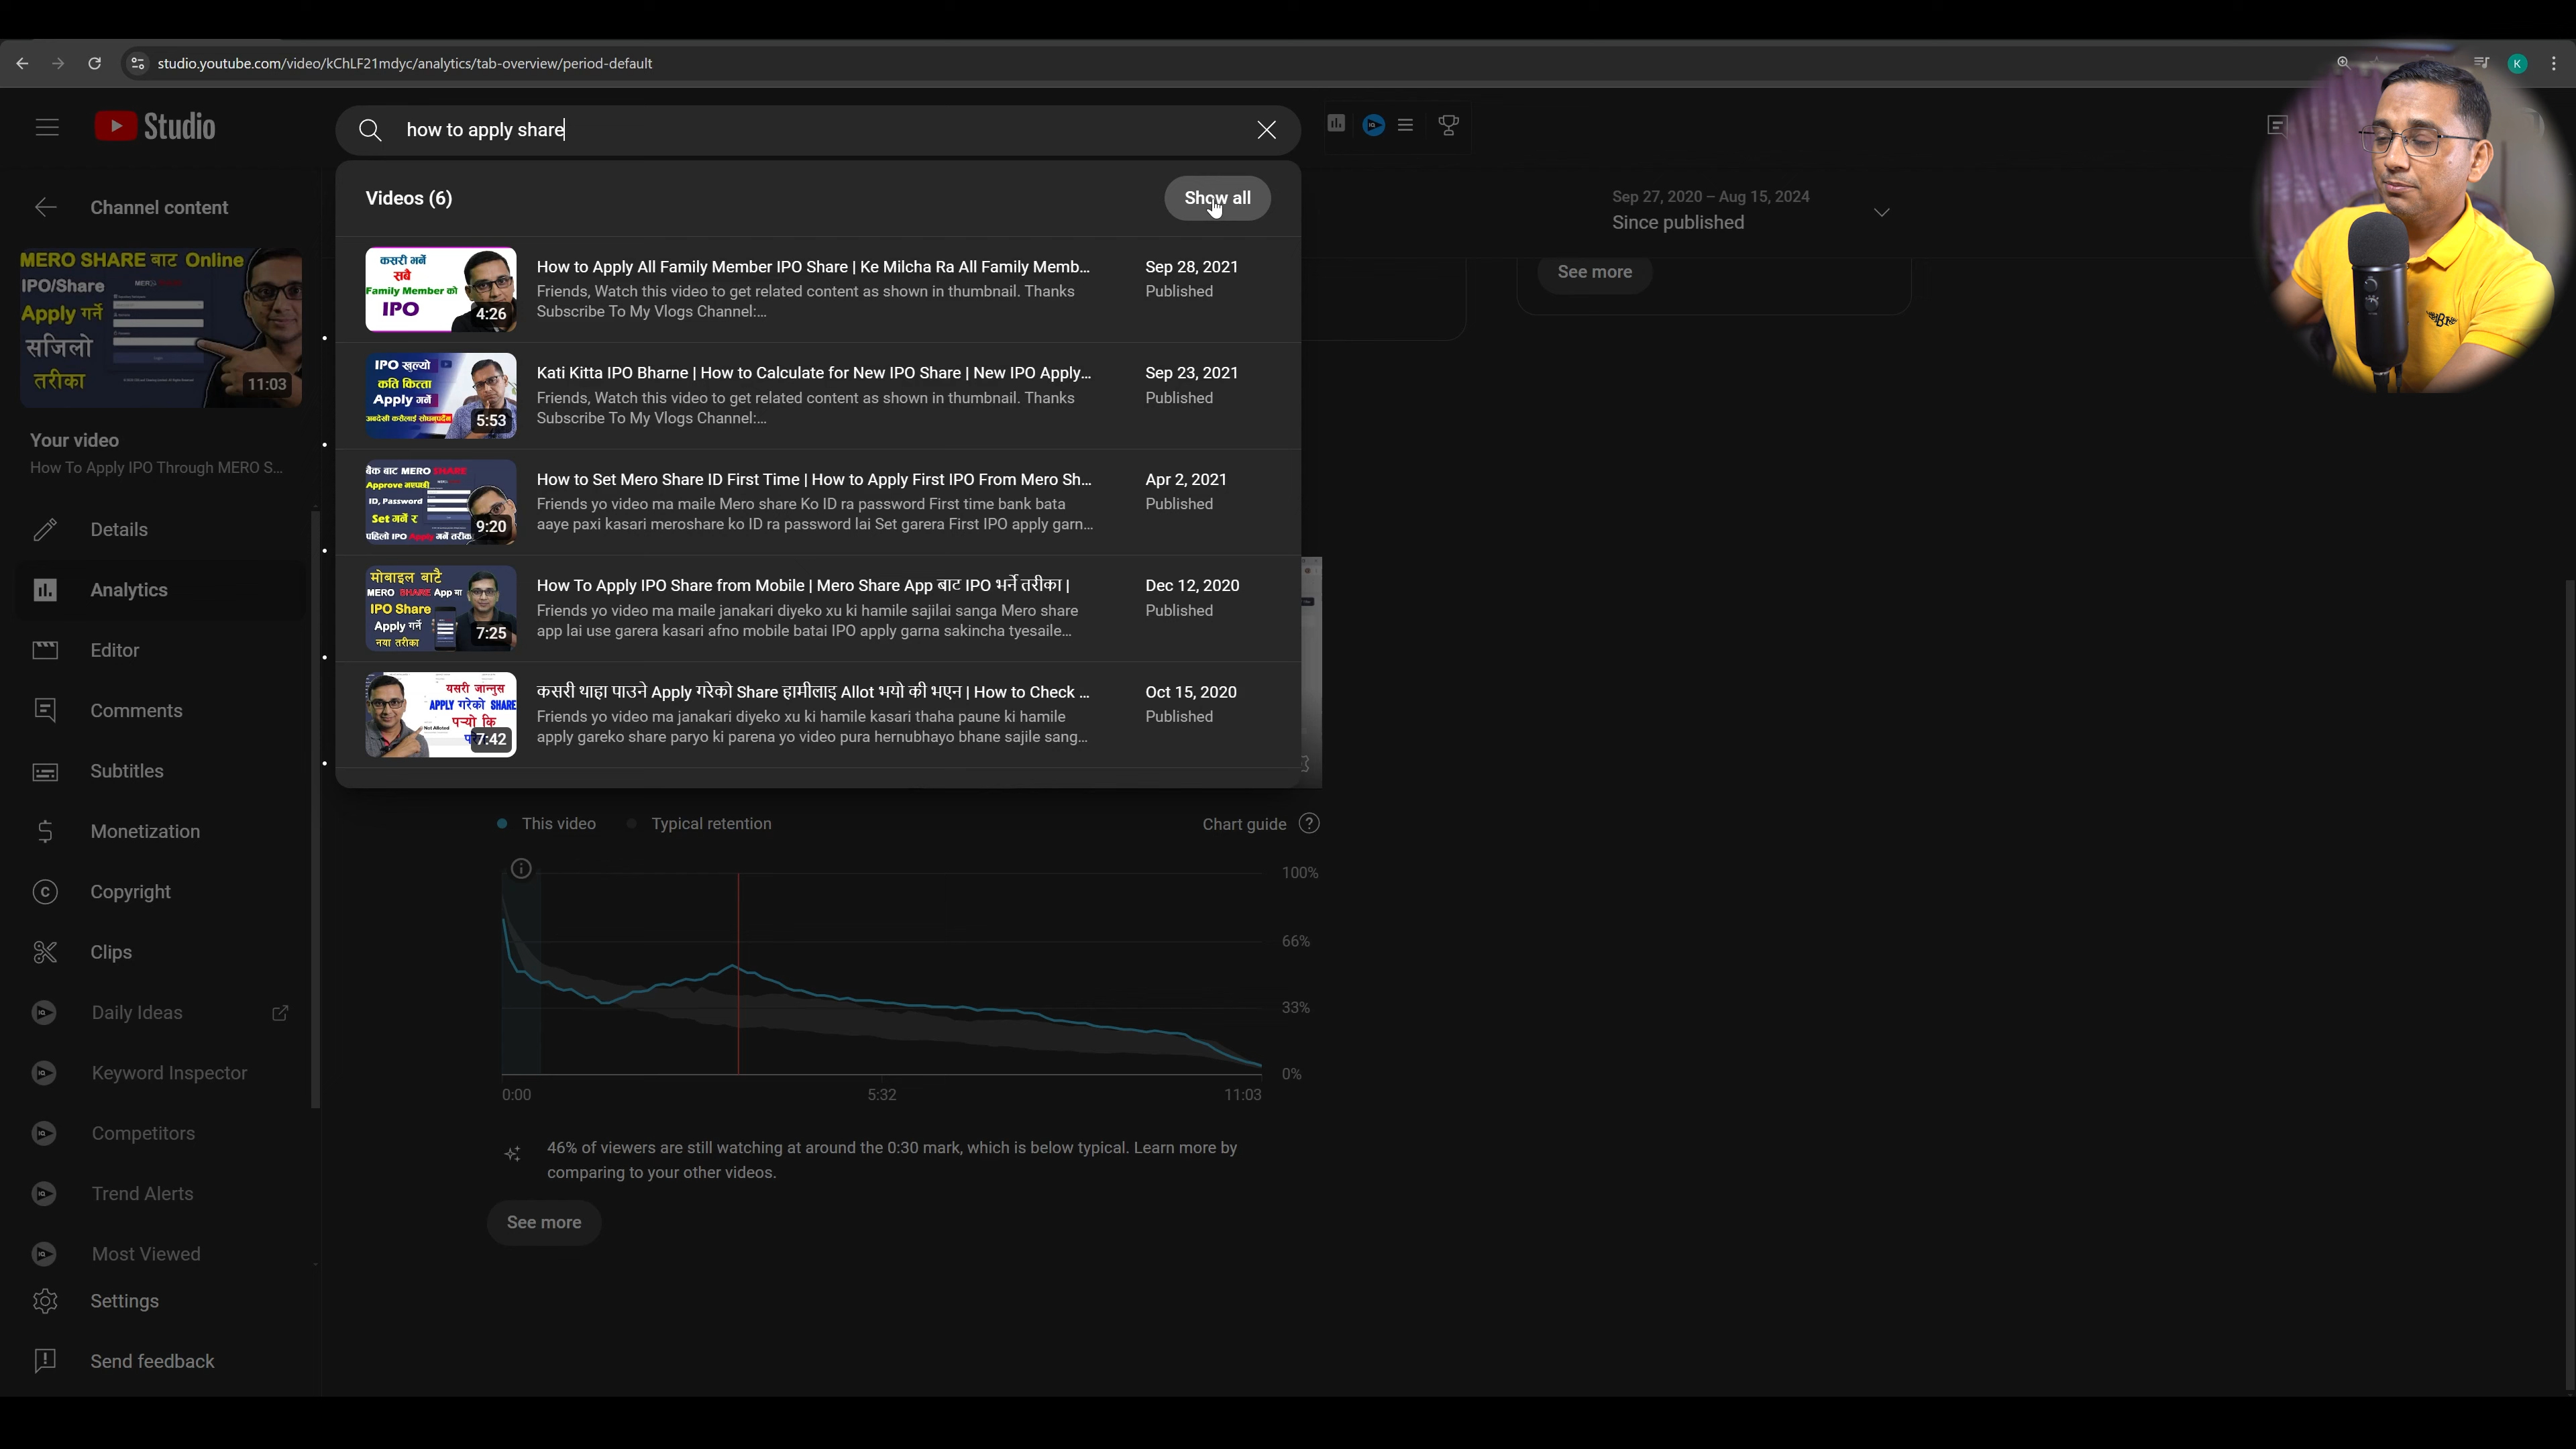 studio.youtube.com/video/kChLF21mdyc/analytics/tab-overview/period-default
K
Studio
how to apply share
Channel content
MERO SHARE बाट Online
IPO/Share
Apply गर्ने
सजिलो
तरीका
11:03
Your video
How To Apply IPO Through MERO S...
Details
Analytics
Editor
Comments
Subtitles
Monetization
Copyright
Clips
Daily Ideas
Keyword Inspector
Competitors
Trend Alerts
Most Viewed
Settings
Send feedback
Videos (6)
Show all
कसरी भर्ने
सबै
Family Member को
IPO
4:26
How to Apply All Family Member IPO Share | Ke Milcha Ra All Family Memb...
Friends, Watch this video to get related content as shown in thumbnail. Thanks
Subscribe To My Vlogs Channel:...
Sep 28, 2021
Published
IPO खुल्यो
कति कित्ता
Apply गर्ने
5:53
Kati Kitta IPO Bharne | How to Calculate for New IPO Share | New IPO Apply...
Friends, Watch this video to get related content as shown in thumbnail. Thanks
Subscribe To My Vlogs Channel:...
Sep 23, 2021
Published
बैंक बाट MERO SHARE
Approve भएपछी
ID, Password
Set गर्ने र
पहिलो IPO Apply गर्ने तरीका
9:20
How to Set Mero Share ID First Time | How to Apply First IPO From Mero Sh...
Friends yo video ma maile Mero share Ko ID ra password First time bank bata
aaye paxi kasari meroshare ko ID ra password lai Set garera First IPO apply garn...
Apr 2, 2021
Published
मोबाइल बाटै
MERO SHARE App मा
IPO Share
Apply गर्ने
नया तरीका
7:25
How To Apply IPO Share from Mobile | Mero Share App बाट IPO भर्ने तरीका |
Friends yo video ma maile janakari diyeko xu ki hamile sajilai sanga Mero share
app lai use garera kasari afno mobile batai IPO apply garna sakincha tyesaile...
Dec 12, 2020
Published
यसरी जान्नुस
APPLY गरेको SHARE
पर्‍यो कि
Not Alloted
7:42
कसरी थाहा पाउने Apply गरेको Share हामीलाइ Allot भयो की भएन | How to Check ...
Friends yo video ma janakari diyeko xu ki hamile kasari thaha paune ki hamile
apply gareko share paryo ki parena yo video pura hernubhayo bhane sajile sang...
Oct 15, 2020
Published
Sep 27, 2020 – Aug 15, 2024
Since published
See more
This video
Typical retention
Chart guide
100%
66%
33%
0%
0:00
5:32
11:03
46% of viewers are still watching at around the 0:30 mark, which is below typical. Learn more by
comparing to your other videos.
See more